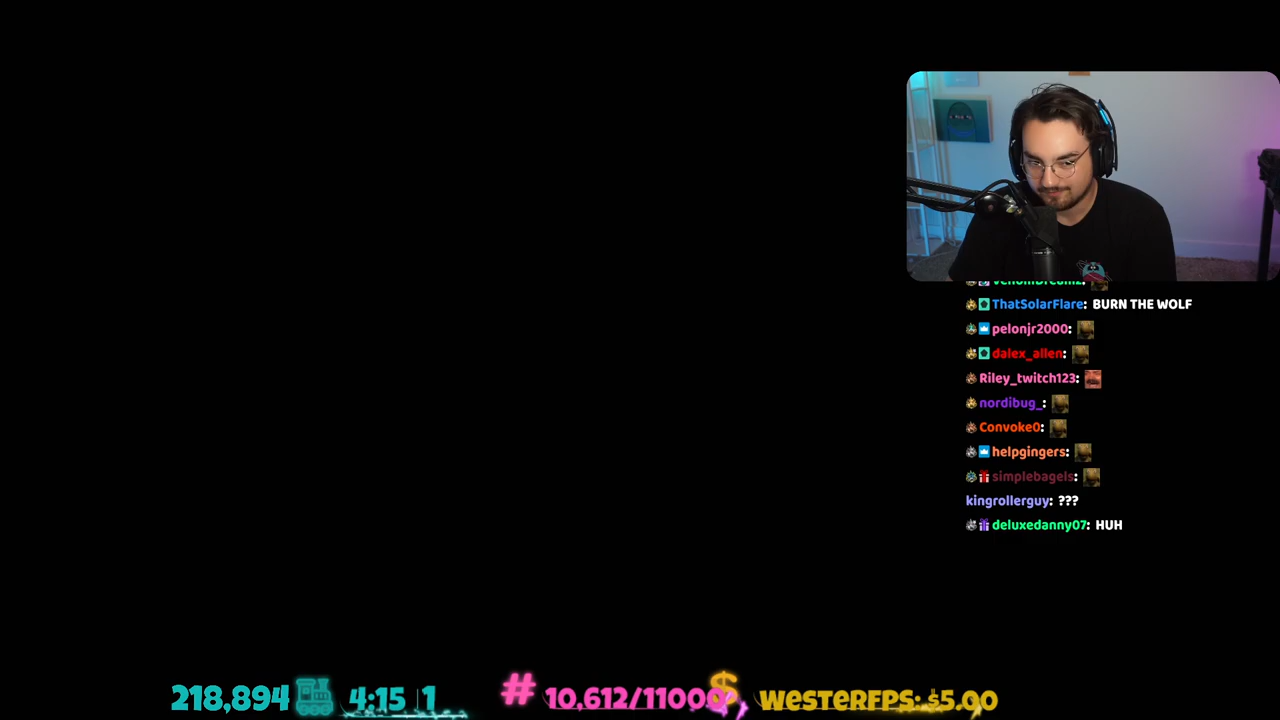 ThatSolarFlare: BURN THE WOLF
pelonjr2000:
dalex_allen:
Riley_twitch123:
nordibug_:
Convoke0:
helpgingers:
simplebagels:
kingrollerguy: ???
deluxedanny07: HUH
218,894 4:15 | 1 # 10,612/11000 $ WESTERFPS: $5.00